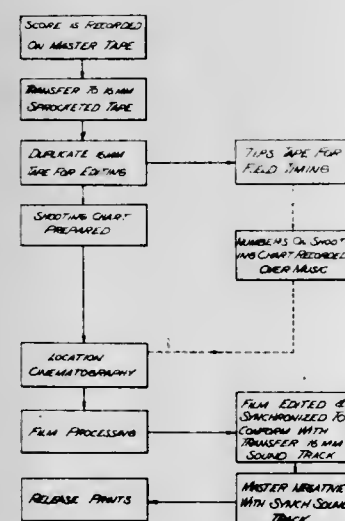 SCORE IS RECORDED
ON MASTER TAPE
TRANSFER TO 16 MM
SPROCKETED TAPE
DUPLICATE 16MM
TAPE FOR EDITING
TIPS TAPE FOR
FIELD TIMING
SHOOTING CHART
PREPARED
NUMBERS ON SHOOT
ING CHART RECORDED
OVER MUSIC
LOCATION
CINEMATOGRAPHY
FILM PROCESSING
FILM EDITED &
SYNCHRONIZED TO
CONFORM WITH
TRANSFER 16 MM
SOUND TRACK
RELEASE PRINTS
MASTER NEGATIVE
WITH SYNCH SOUND
TRACK